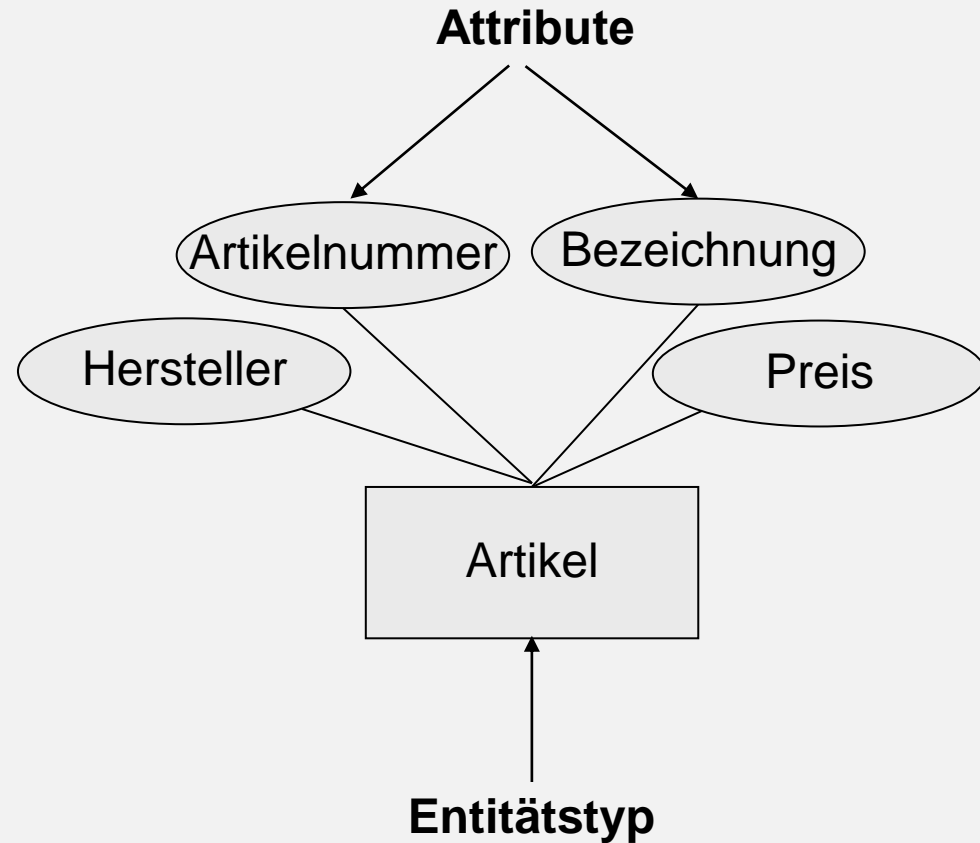 Attribute
Artikelnummer
Bezeichnung
Hersteller
Preis
Artikel
Entitätstyp